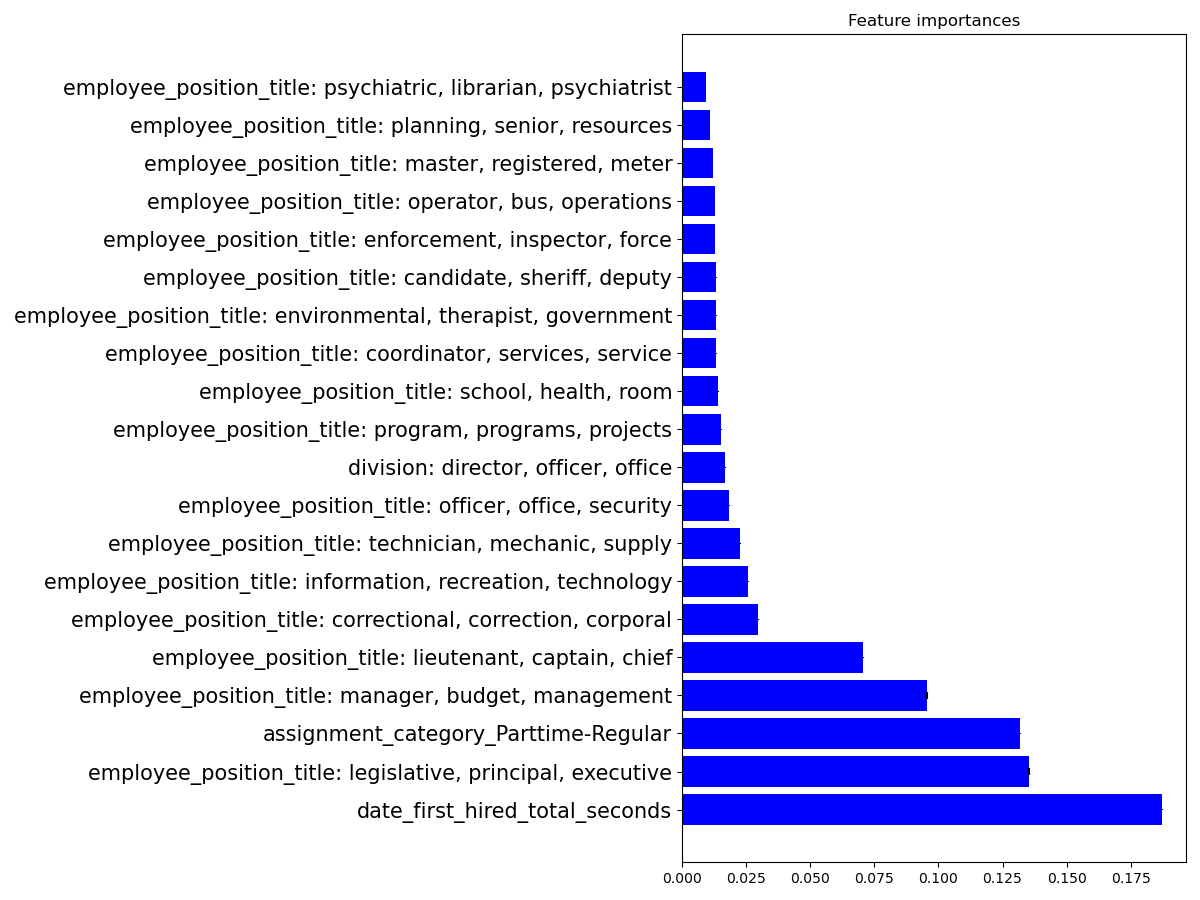 Feature importances
employee_position_title: psychiatric, librarian, psychiatrist
employee_position_title: planning, senior, resources
employee_position_title: master, registered, meter
employee_position_title: operator, bus, operations
employee_position_title: enforcement, inspector, force
employee_position_title: candidate, sheriff, deputy
employee_position_title: environmental, therapist, government
employee_position_title: coordinator, services, service
employee_position_title: school, health, room
employee_position_title: program, programs, projects
division: director, officer, office
employee_position_title: officer, office, security
employee_position_title: technician, mechanic, supply
employee_position_title: information, recreation, technology
employee_position_title: correctional, correction, corporal
employee_position_title: lieutenant, captain, chief
employee_position_title: manager, budget, management
assignment_category_Parttime-Regular
employee_position_title: legislative, principal, executive
date_first_hired_total_seconds
0.000 0.025 0.050 0.075 0.100 0.125 0.150 0.175